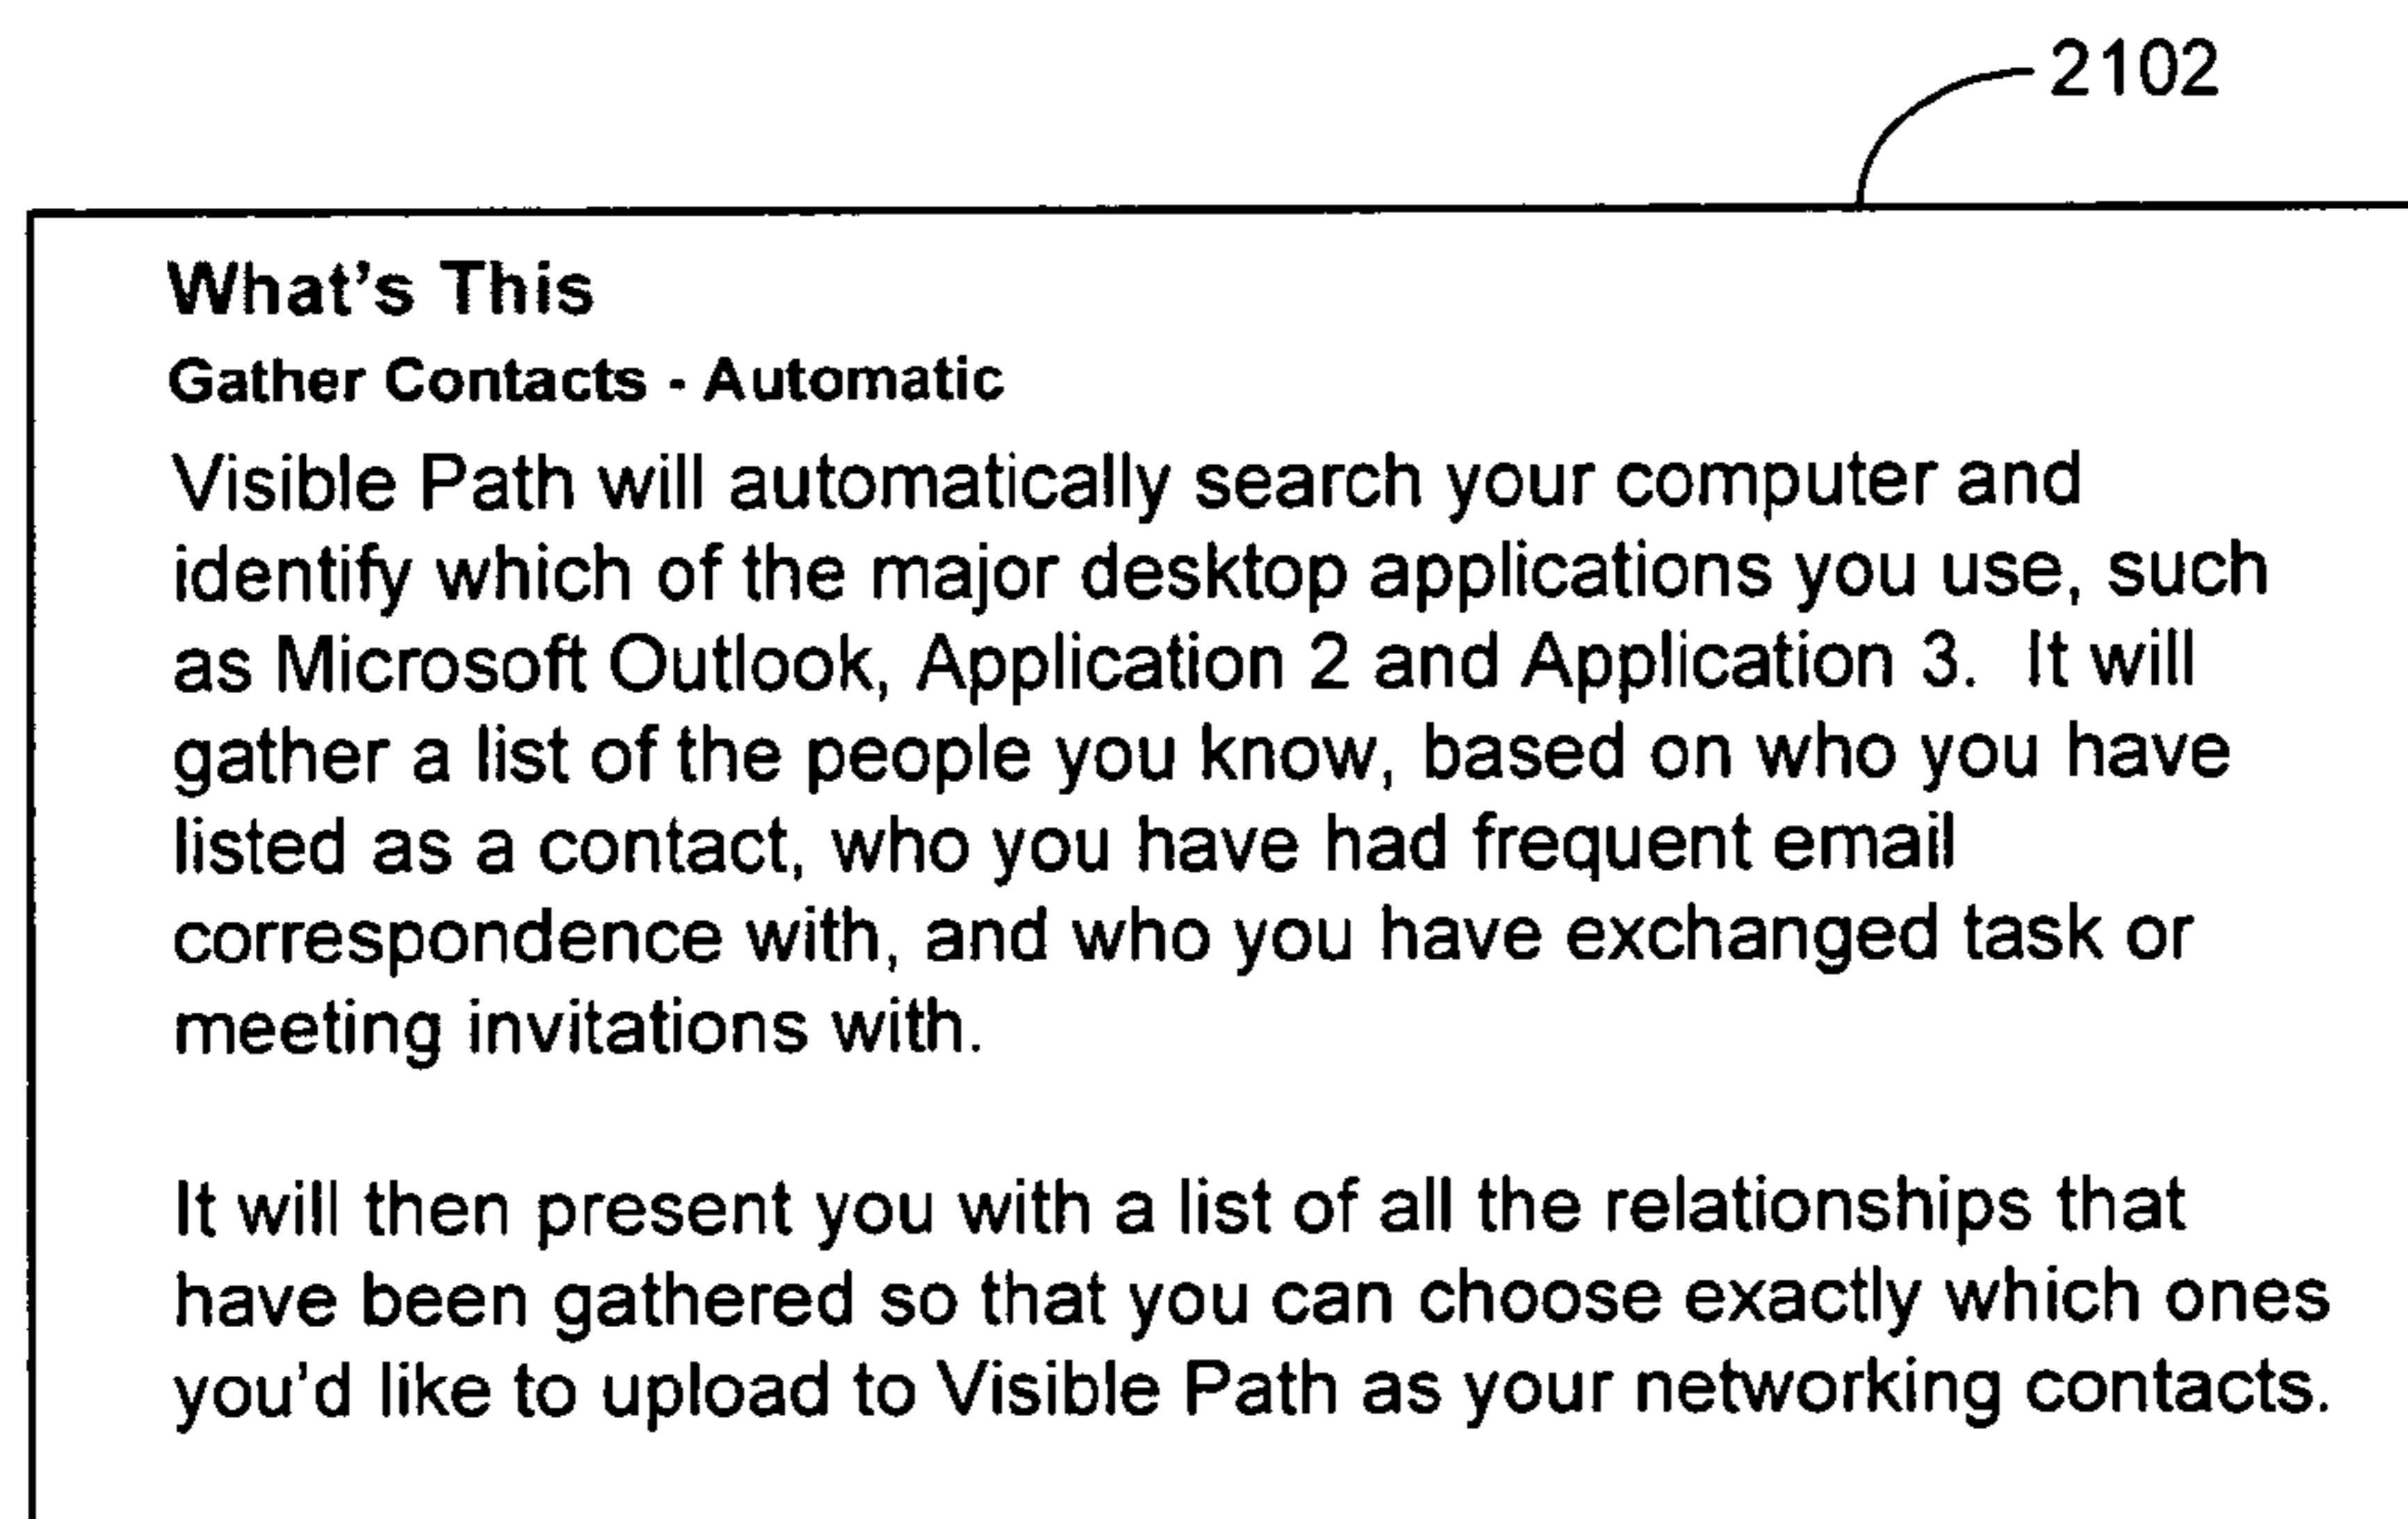 2102
What's This
Gather Contacts - Automatic
Visible Path will automatically search your computer and
identify which of the major desktop applications you use, such
as Microsoft Outlook, Application 2 and Application 3.  It will
gather a list of the people you know, based on who you have
listed as a contact, who you have had frequent email
correspondence with, and who you have exchanged task or
meeting invitations with.
It will then present you with a list of all the relationships that
have been gathered so that you can choose exactly which ones
you'd like to upload to Visible Path as your networking contacts.